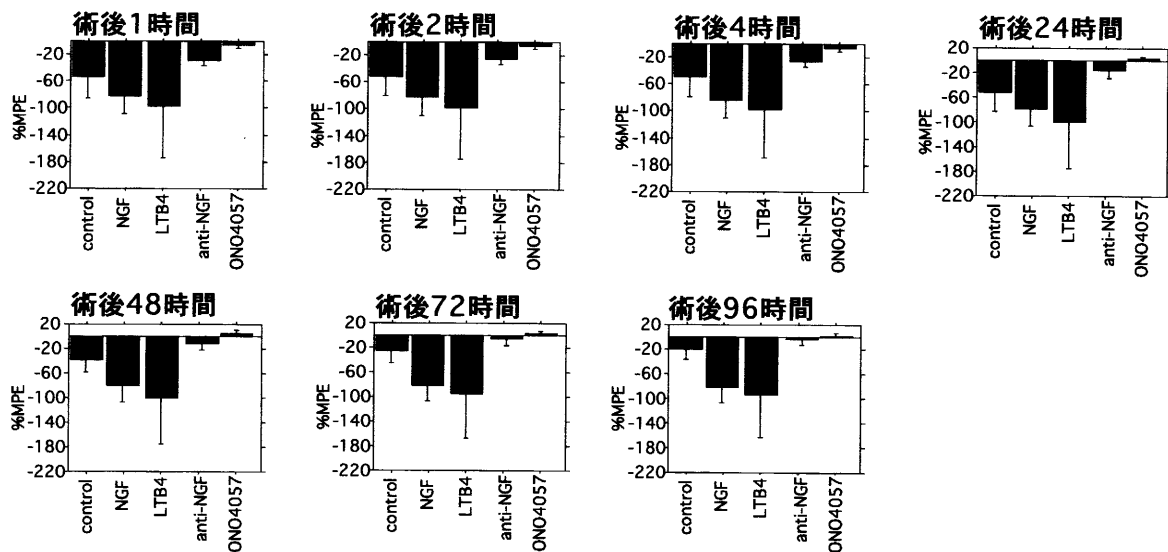 術後1時間
-20
-60
-100
-140
-180
-220
%MPE
control
NGF
LTB4
anti-NGF
ONO4057
術後2時間
-20
-60
-100
-140
-180
-220
%MPE
control
NGF
LTB4
anti-NGF
ONO4057
術後4時間
-20
-60
-100
-140
-180
-220
%MPE
control
NGF
LTB4
anti-NGF
ONO4057
術後24時間
20
-20
-60
-100
-140
-180
-220
%MPE
control
NGF
LTB4
anti-NGF
ONO4057
術後48時間
20
-20
-60
-100
-140
-180
-220
%MPE
control
NGF
LTB4
anti-NGF
ONO4057
術後72時間
20
-20
-60
-100
-140
-180
-220
%MPE
control
NGF
LTB4
anti-NGF
ONO4057
術後96時間
20
-20
-60
-100
-140
-180
-220
%MPE
control
NGF
LTB4
anti-NGF
ONO4057